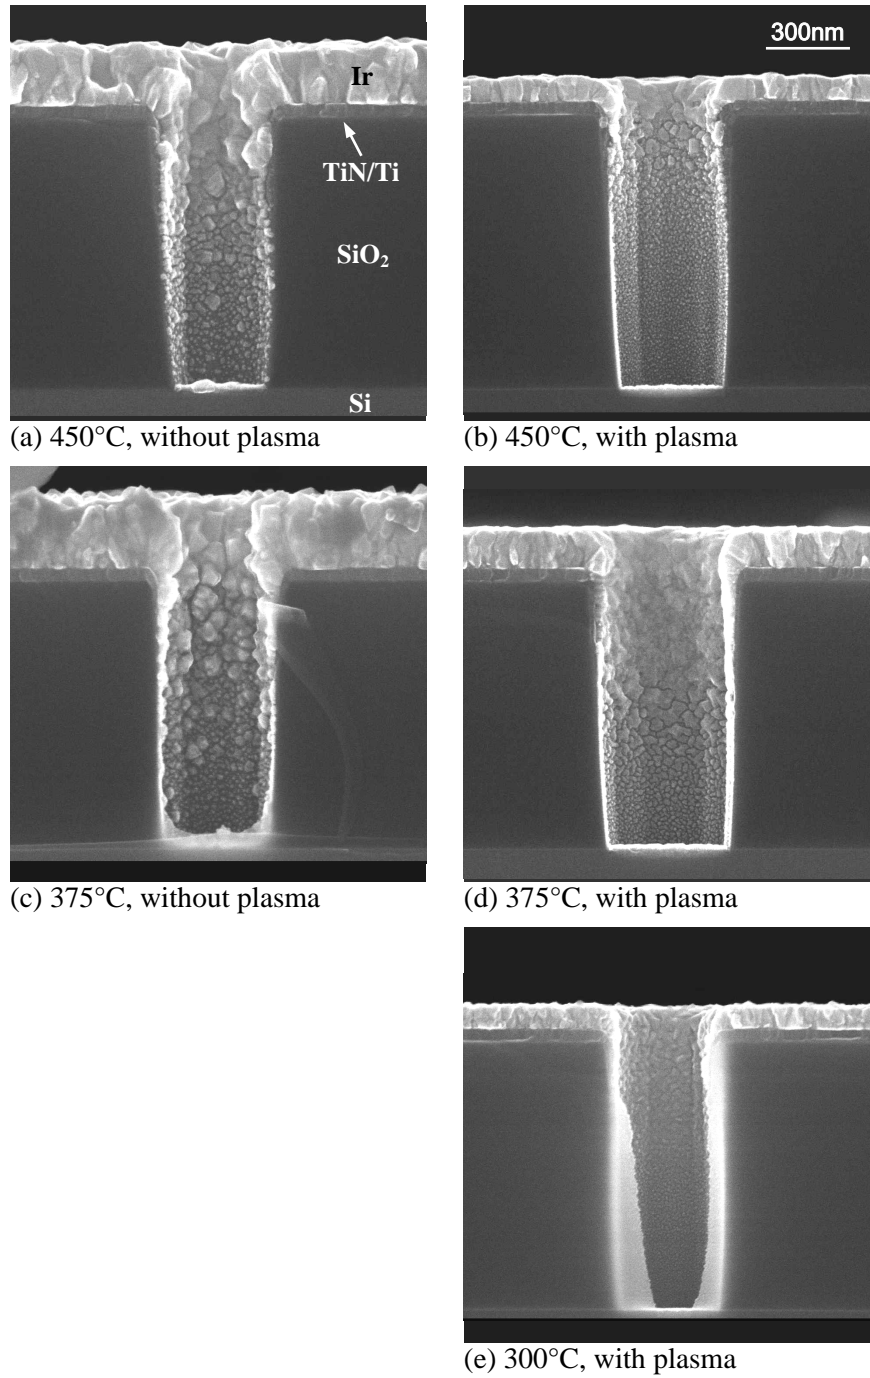 300nm
Ir
TiN/Ti
SiO₂
Si
(a) 450°C, without plasma
(b) 450°C, with plasma
(c) 375°C, without plasma
(d) 375°C, with plasma
(e) 300°C, with plasma